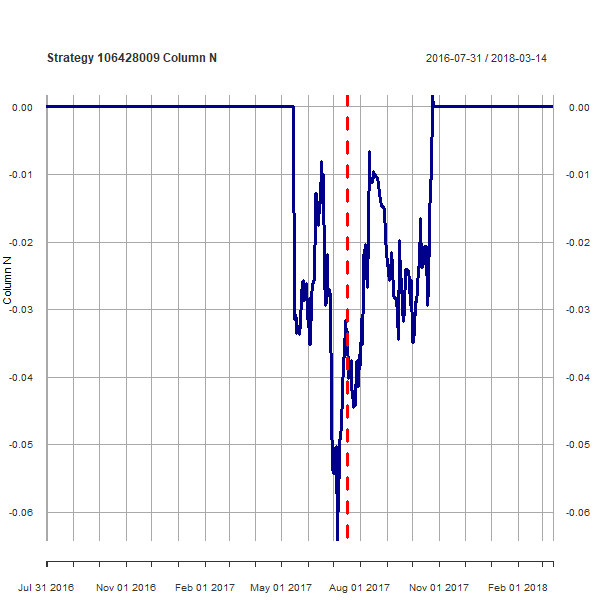 Strategy 106428009 Column N
2016-07-31 / 2018-03-14
0.00 0.00
-0.01 -0.01
-0.02 -0.02
Column N
-0.03 -0.03
-0.04 -0.04
-0.05 -0.05
-0.06 -0.06
Jul 31 2016 Nov 01 2016 Feb 01 2017 May 01 2017 Aug 01 2017 Nov 01 2017 Feb 01 2018